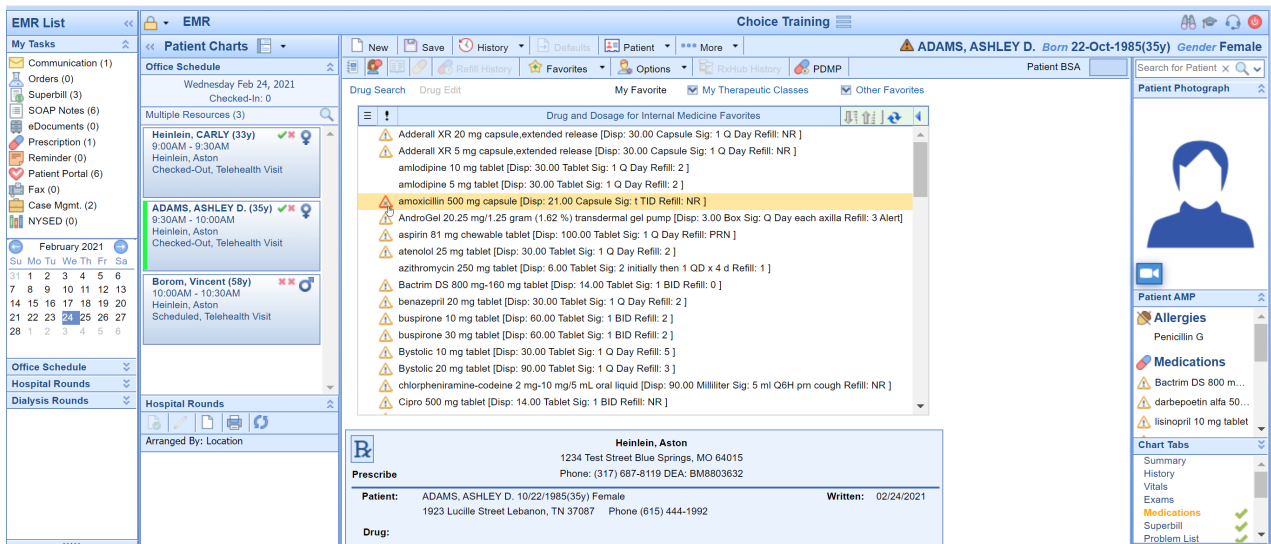 EMR List
EMR
Choice Training
My Tasks
Communication (1)
Orders (0)
Superbill (3)
SOAP Notes (6)
eDocuments (0)
Prescription (1)
Reminder (0)
Patient Portal (6)
Fax (0)
Case Mgmt. (2)
NYSED (0)
February 2021
Su Mo Tu We Th Fr Sa
31 1 2 3 4 5 6
7 8 9 10 11 12 13
14 15 16 17 18 19 20
21 22 23 24 25 26 27
28 1 2 3 4 5 6
Office Schedule
Hospital Rounds
Dialysis Rounds
Patient Charts
Office Schedule
Wednesday Feb 24, 2021
Checked-In: 0
Multiple Resources (3)
Heinlein, CARLY (33y)
9:00AM - 9:30AM
Heinlein, Aston
Checked-Out, Telehealth Visit
ADAMS, ASHLEY D. (35y)
9:30AM - 10:00AM
Heinlein, Aston
Checked-Out, Telehealth Visit
Borom, Vincent (58y)
10:00AM - 10:30AM
Heinlein, Aston
Scheduled, Telehealth Visit
Hospital Rounds
Arranged By: Location
New Save History Defaults Patient More
ADAMS, ASHLEY D. Born 22-Oct-1985(35y) Gender Female
Refill History Favorites Options RxHub History PDMP
Patient BSA
Drug Search Drug Edit My Favorite My Therapeutic Classes Other Favorites
! Drug and Dosage for Internal Medicine Favorites
Adderall XR 20 mg capsule,extended release [Disp: 30.00 Capsule Sig: 1 Q Day Refill: NR ]
Adderall XR 5 mg capsule,extended release [Disp: 30.00 Capsule Sig: 1 Q Day Refill: NR ]
amlodipine 10 mg tablet [Disp: 30.00 Tablet Sig: 1 Q Day Refill: 2 ]
amlodipine 5 mg tablet [Disp: 30.00 Tablet Sig: 1 Q Day Refill: 2 ]
amoxicillin 500 mg capsule [Disp: 21.00 Capsule Sig: t TID Refill: NR ]
AndroGel 20.25 mg/1.25 gram (1.62 %) transdermal gel pump [Disp: 3.00 Box Sig: Q Day each axilla Refill: 3 Alert]
aspirin 81 mg chewable tablet [Disp: 100.00 Tablet Sig: 1 Q Day Refill: PRN ]
atenolol 25 mg tablet [Disp: 30.00 Tablet Sig: 1 Q Day Refill: 2 ]
azithromycin 250 mg tablet [Disp: 6.00 Tablet Sig: 2 initially then 1 QD x 4 d Refill: 1 ]
Bactrim DS 800 mg-160 mg tablet [Disp: 14.00 Tablet Sig: 1 BID Refill: 0 ]
benazepril 20 mg tablet [Disp: 30.00 Tablet Sig: 1 Q Day Refill: 2 ]
buspirone 10 mg tablet [Disp: 60.00 Tablet Sig: 1 BID Refill: 2 ]
buspirone 30 mg tablet [Disp: 60.00 Tablet Sig: 1 BID Refill: 2 ]
Bystolic 10 mg tablet [Disp: 30.00 Tablet Sig: 1 Q Day Refill: 5 ]
Bystolic 20 mg tablet [Disp: 90.00 Tablet Sig: 1 Q Day Refill: 3 ]
chlorpheniramine-codeine 2 mg-10 mg/5 mL oral liquid [Disp: 90.00 Milliliter Sig: 5 ml Q6H prn cough Refill: NR ]
Cipro 500 mg tablet [Disp: 14.00 Tablet Sig: 1 BID Refill: NR ]
Rx
Prescribe
Heinlein, Aston
1234 Test Street Blue Springs, MO 64015
Phone: (317) 687-8119 DEA: BM8803632
Patient: ADAMS, ASHLEY D. 10/22/1985(35y) Female Written: 02/24/2021
1923 Lucille Street Lebanon, TN 37087 Phone (615) 444-1992
Drug:
Search for Patient
Patient Photograph
Patient AMP
Allergies
Penicillin G
Medications
Bactrim DS 800 m...
darbepoetin alfa 50...
lisinopril 10 mg tablet
Chart Tabs
Summary
History
Vitals
Exams
Medications
Superbill
Problem List